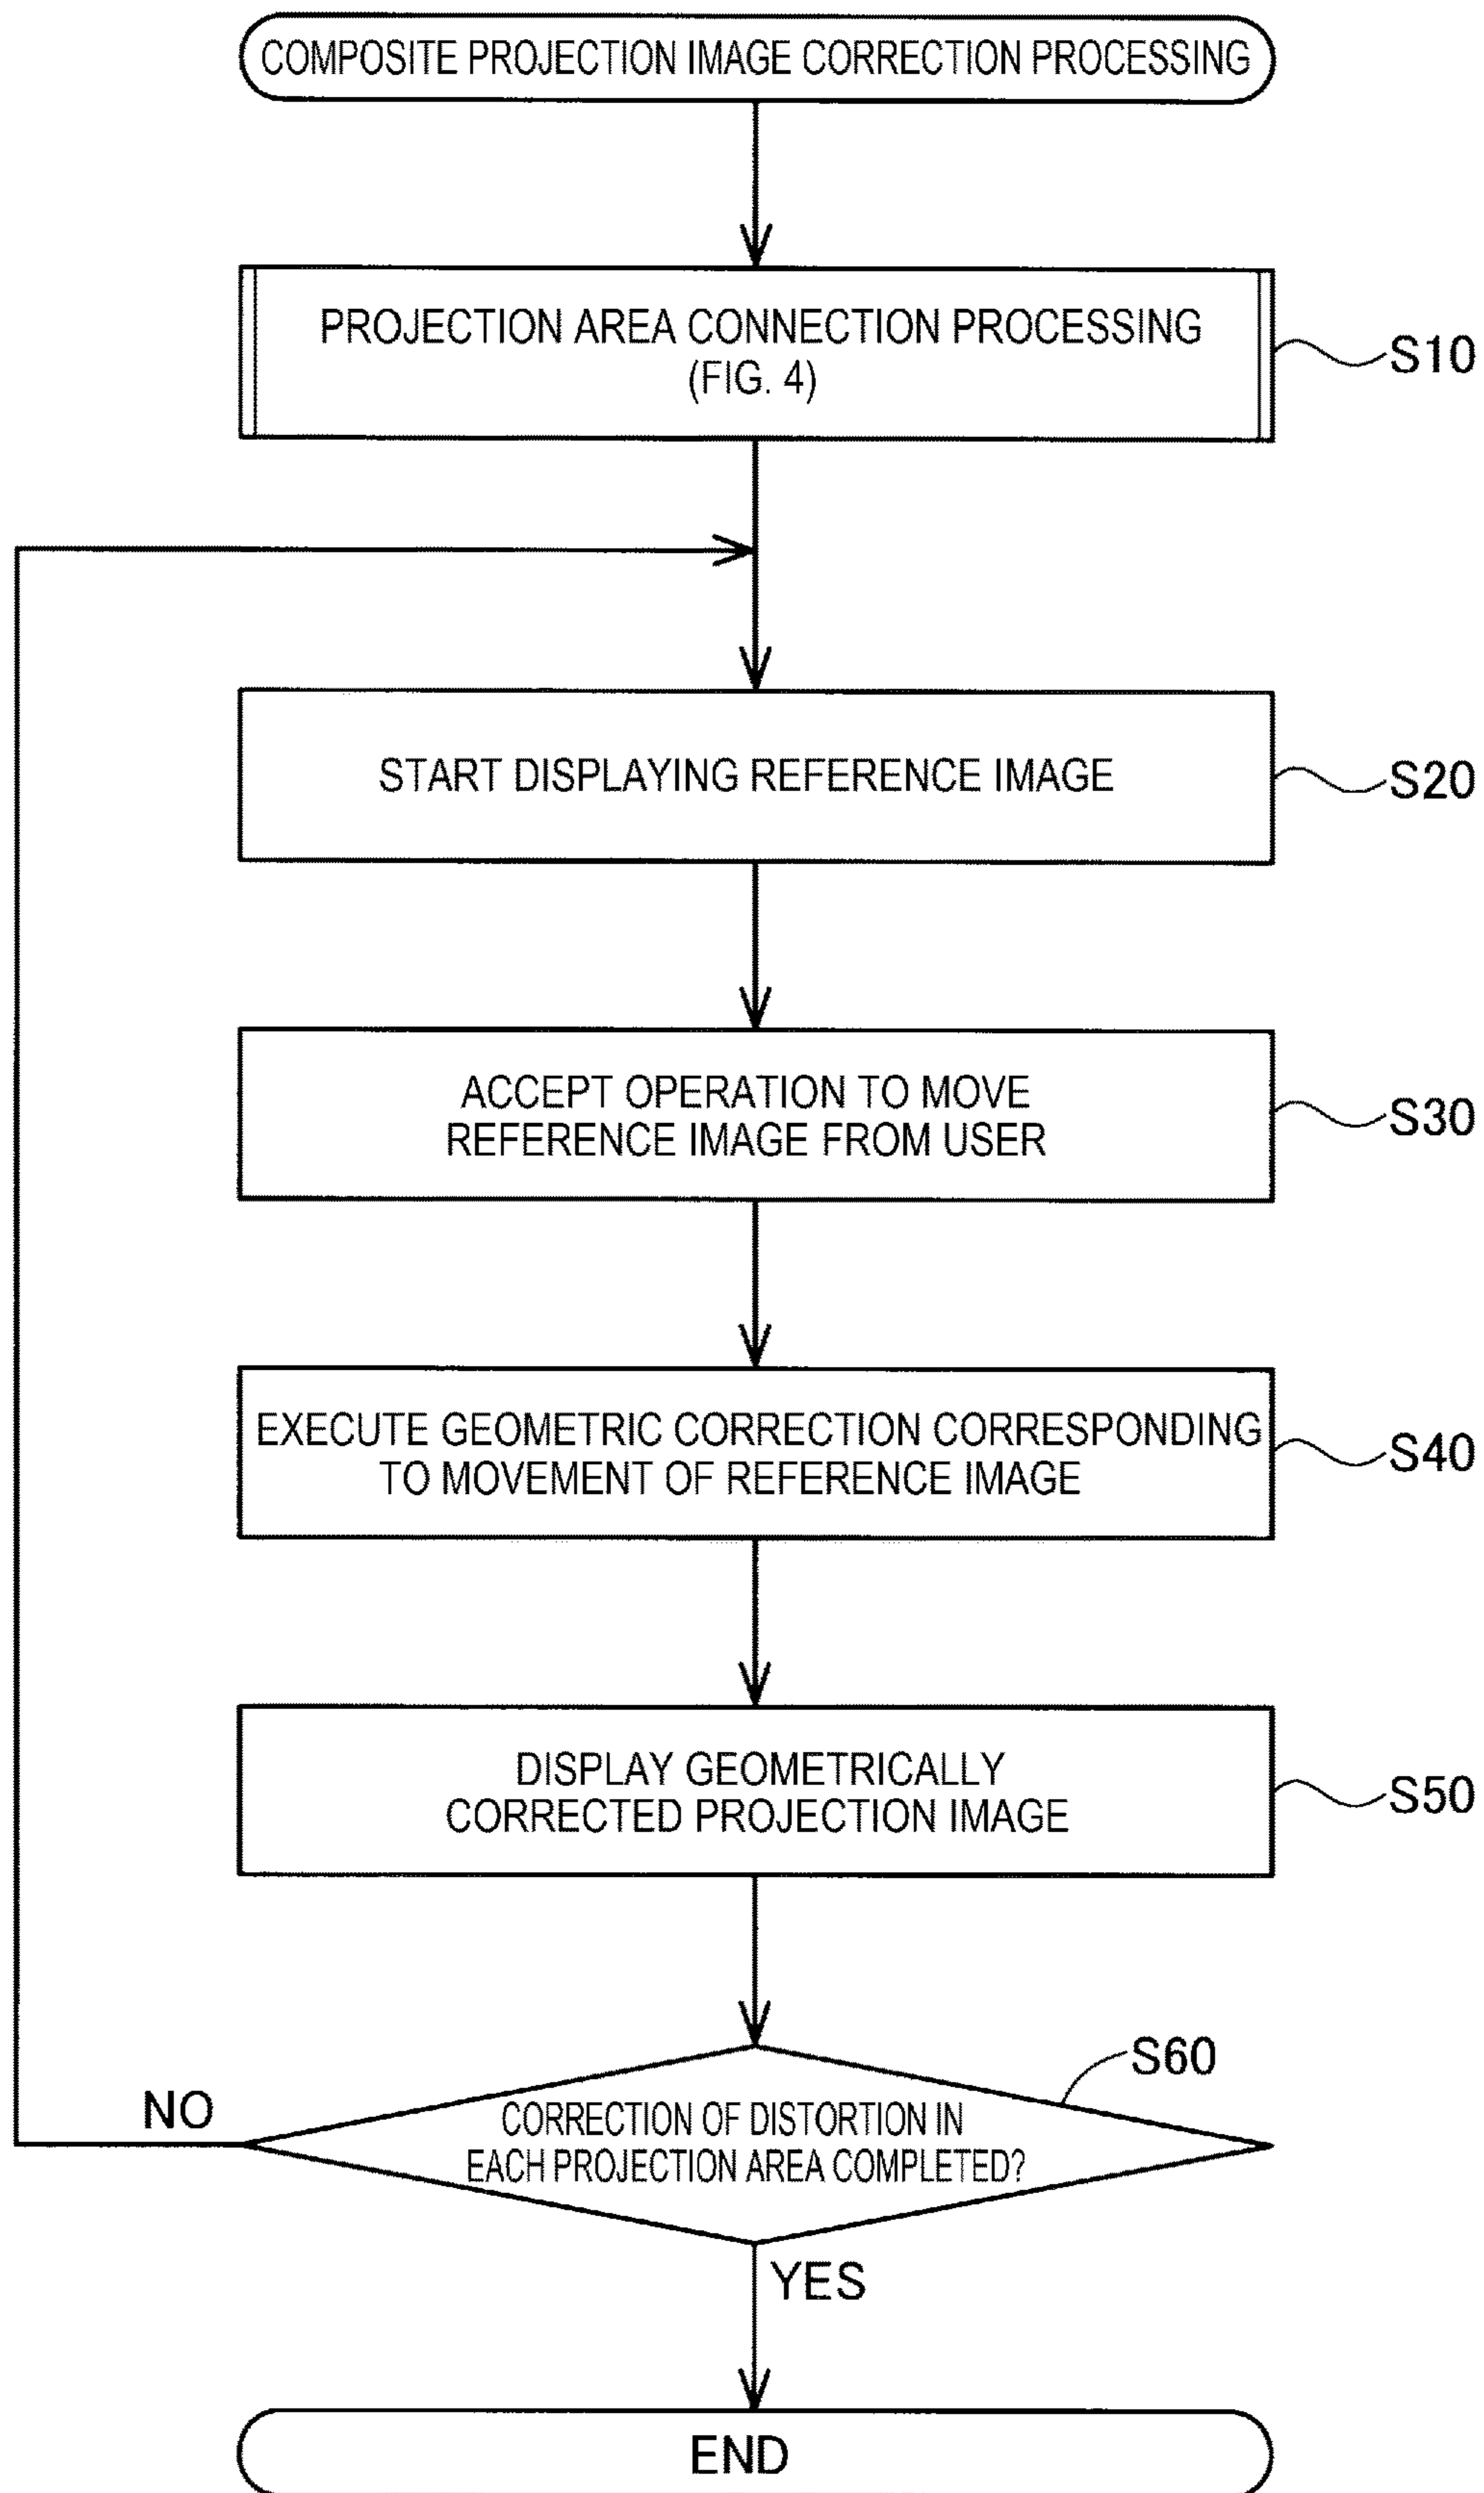 COMPOSITE PROJECTION IMAGE CORRECTION PROCESSING
PROJECTION AREA CONNECTION PROCESSING
(FIG. 4)
S10
START DISPLAYING REFERENCE IMAGE
S20
ACCEPT OPERATION TO MOVE
REFERENCE IMAGE FROM USER
S30
EXECUTE GEOMETRIC CORRECTION CORRESPONDING
TO MOVEMENT OF REFERENCE IMAGE
S40
DISPLAY GEOMETRICALLY
CORRECTED PROJECTION IMAGE
S50
S60
NO
CORRECTION OF DISTORTION IN
EACH PROJECTION AREA COMPLETED?
YES
END